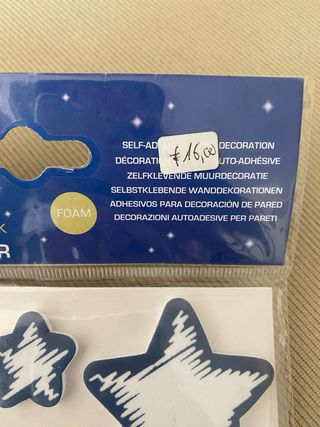 SELF-AD DECORATION
€16,00
DÉCORATIO AUTO-ADHÉSIVE
ZELFKLEVENDE MUURDECORATIE
SELBSTKLEBENDE WANDDEKORATIONEN
ADHESIVOS PARA DECORACIÓN DE PARED
DECORAZIONI AUTOADESIVE PER PARETI
FOAM
K
R